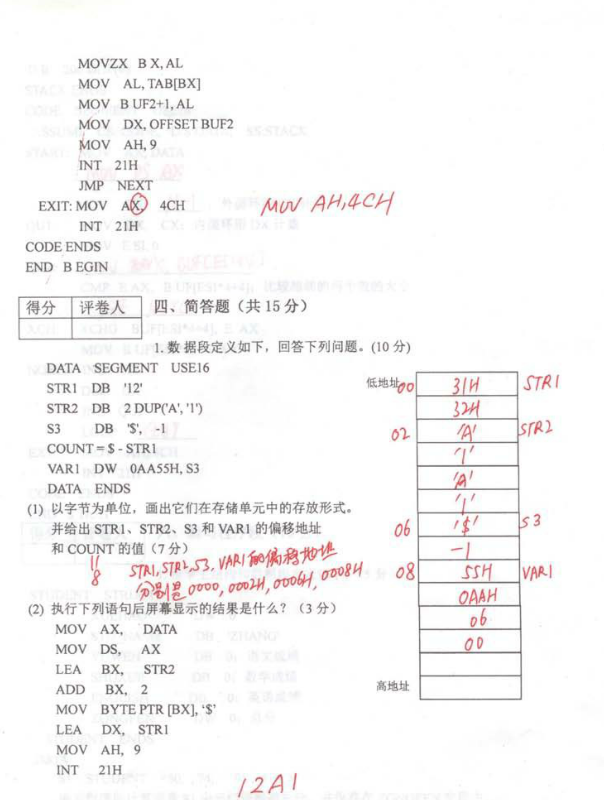 MOVZX B X, AL
MOV AL, TAB[BX]
MOV B UF2+1, AL
MOV DX, OFFSET BUF2
MOV AH, 9
INT 21H
JMP NEXT
EXIT: MOV AX, 4CH MOV AH,4CH
INT 21H
CODE ENDS
END B EGIN
得分 评卷人 四、简答题（共 15 分）
1. 数 据段定义如下，回答下列问题。(10 分)
DATA SEGMENT USE16
STR1 DB '12'
STR2 DB 2 DUP('A', '1')
S3 DB '$', -1
COUNT = $ - STR1
VAR1 DW 0AA55H, S3
DATA ENDS
(1) 以字节为单位，画出它们在存储单元中的存放形式。
并给出 STR1、STR2、S3 和 VAR1 的偏移地址
和 COUNT 的值（7 分）
8
STR1, STR2, S3, VAR1 的偏移地址
分别是 0000, 0002H, 0006H, 0008H
(2) 执行下列语句后屏幕显示的结果是什么？（3 分）
MOV AX, DATA
MOV DS, AX
LEA BX, STR2
ADD BX, 2
MOV BYTE PTR [BX], '$'
LEA DX, STR1
MOV AH, 9
INT 21H
12A1
低地址 00 31H STR1
32H
02 'A' STR2
'1'
'A'
'1'
06 '$' S3
-1
08 55H VAR1
0AAH
06
00
高地址